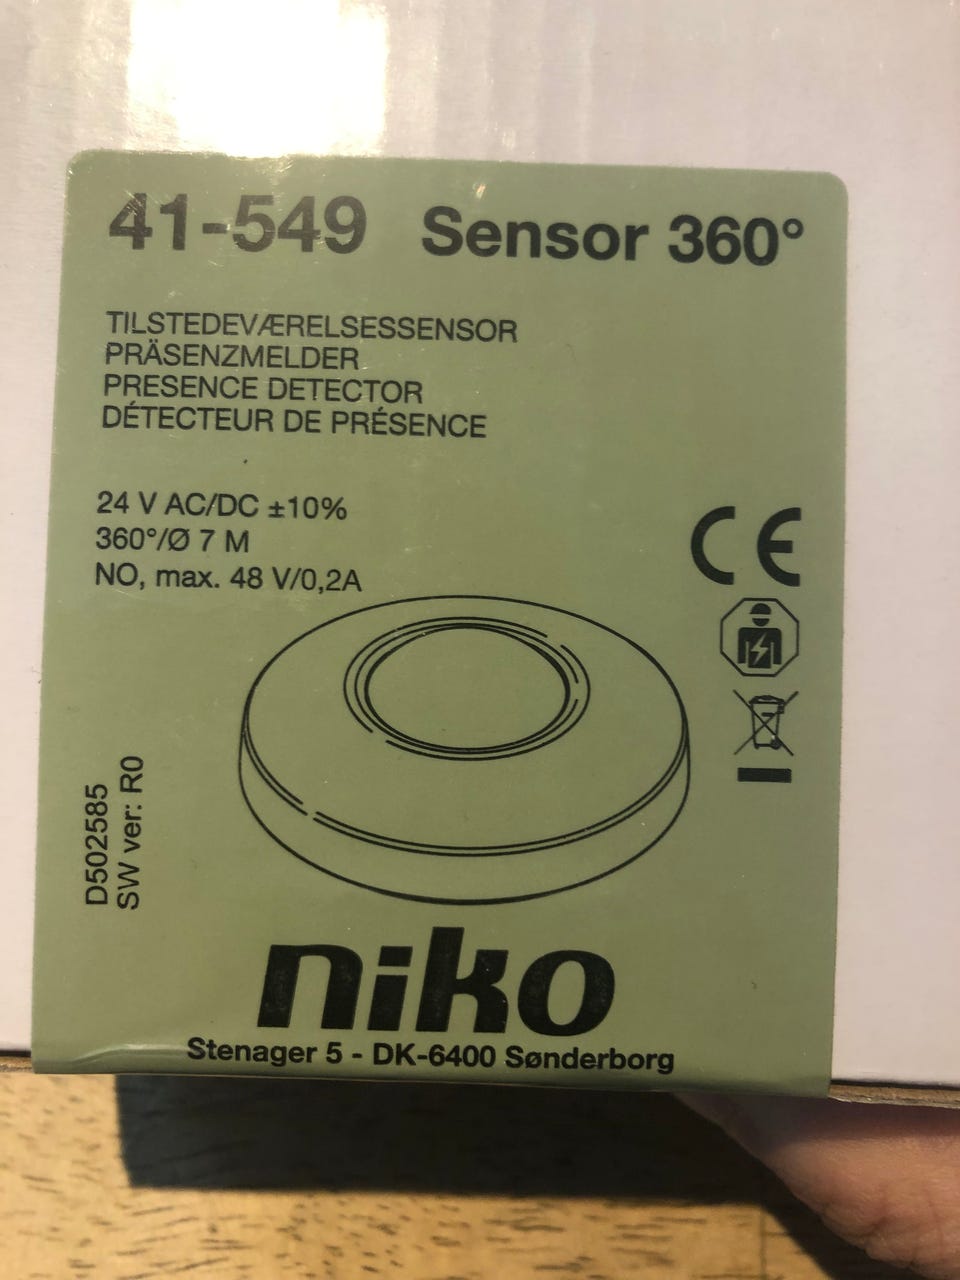 41-549 Sensor 360°
TILSTEDEVÆRELSESSENSOR
PRÄSENZMELDER
PRESENCE DETECTOR
DÉTECTEUR DE PRÉSENCE
24 V AC/DC ±10%
360°/Ø 7 M
NO, max. 48 V/0,2A
CE
D502585
SW ver: R0
niko
Stenager 5 - DK-6400 Sønderborg